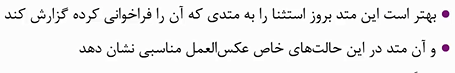 • بهتر است این متد بروز استثنا را به متدی که آن را فراخوانی کرده گزارش کند
• و آن متد در این حالت‌های خاص عکس‌العمل مناسبی نشان دهد